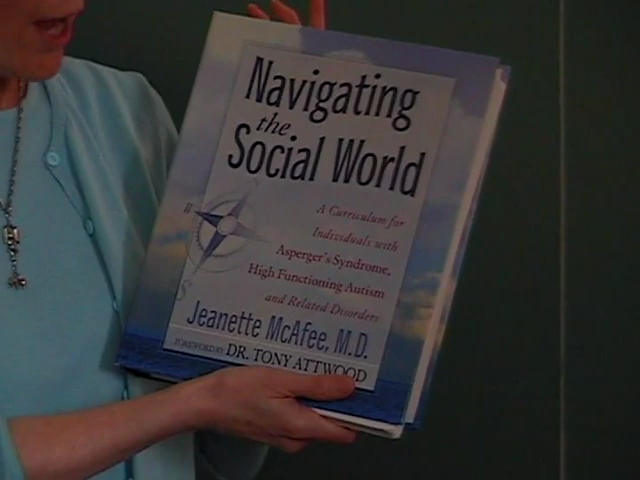 Navigating
the
Social World
A Curriculum for
Individuals with
Asperger's Syndrome,
High Functioning Autism
and Related Disorders
Jeanette McAfee, M.D.
FOREWORD BY DR. TONY ATTWOOD
W
S